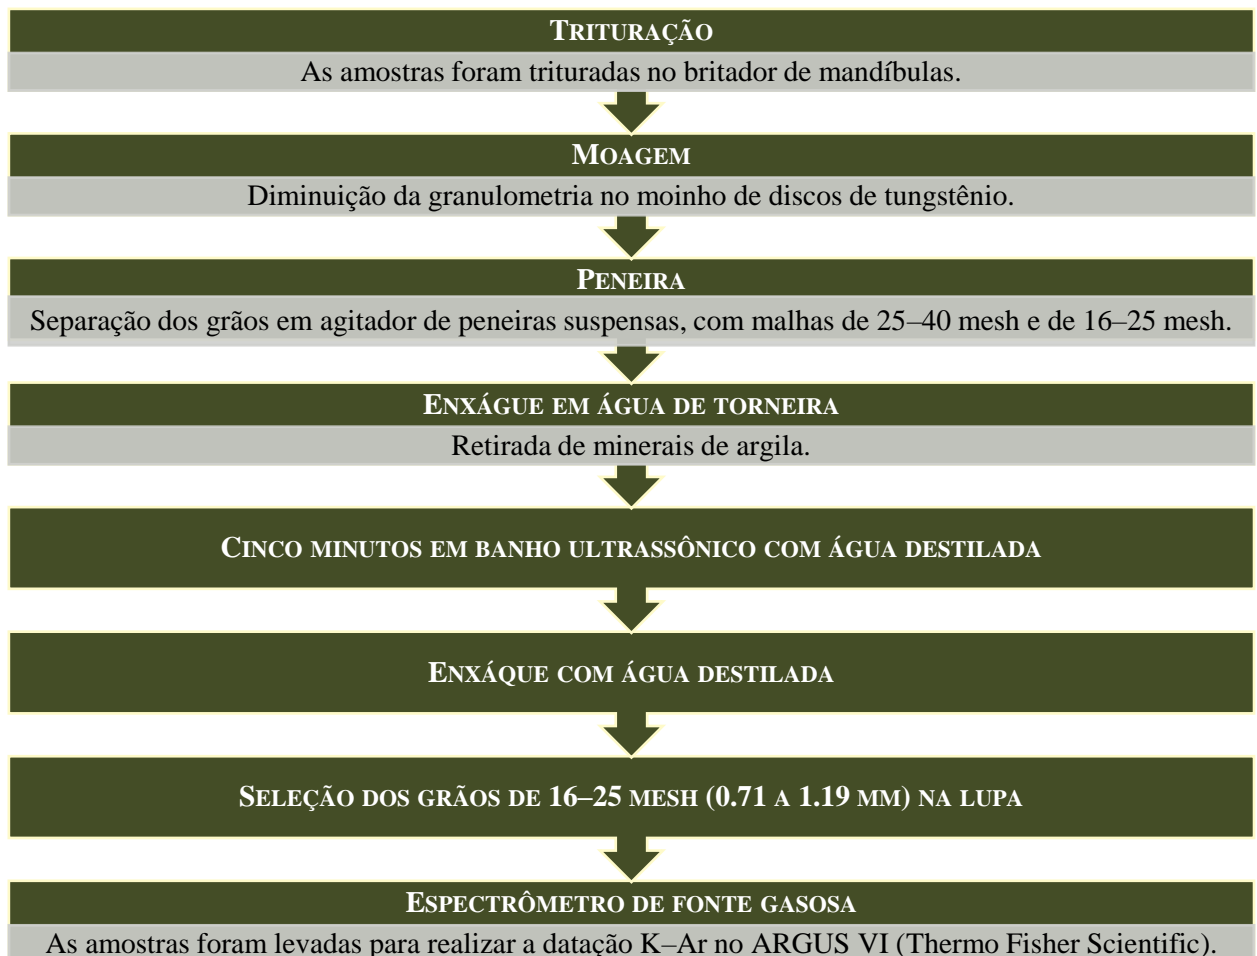 TRITURAÇÃO
As amostras foram trituradas no britador de mandíbulas.
MOAGEM
Diminuição da granulometria no moinho de discos de tungstênio.
PENEIRA
Separação dos grãos em agitador de peneiras suspensas, com malhas de 25–40 mesh e de 16–25 mesh.
ENXÁGUE EM ÁGUA DE TORNEIRA
Retirada de minerais de argila.
CINCO MINUTOS EM BANHO ULTRASSÔNICO COM ÁGUA DESTILADA
ENXÁQUE COM ÁGUA DESTILADA
SELEÇÃO DOS GRÃOS DE 16–25 MESH (0.71 A 1.19 MM) NA LUPA
ESPECTRÔMETRO DE FONTE GASOSA
As amostras foram levadas para realizar a datação K–Ar no ARGUS VI (Thermo Fisher Scientific).